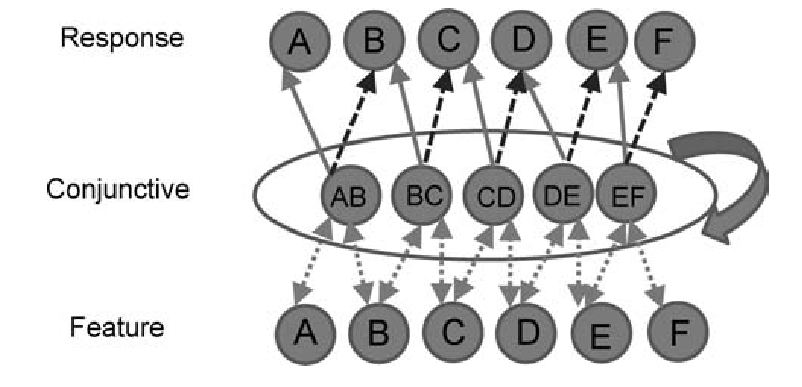 Response A B C D E F
Conjunctive AB BC CD DE EF
Feature A B C D E F